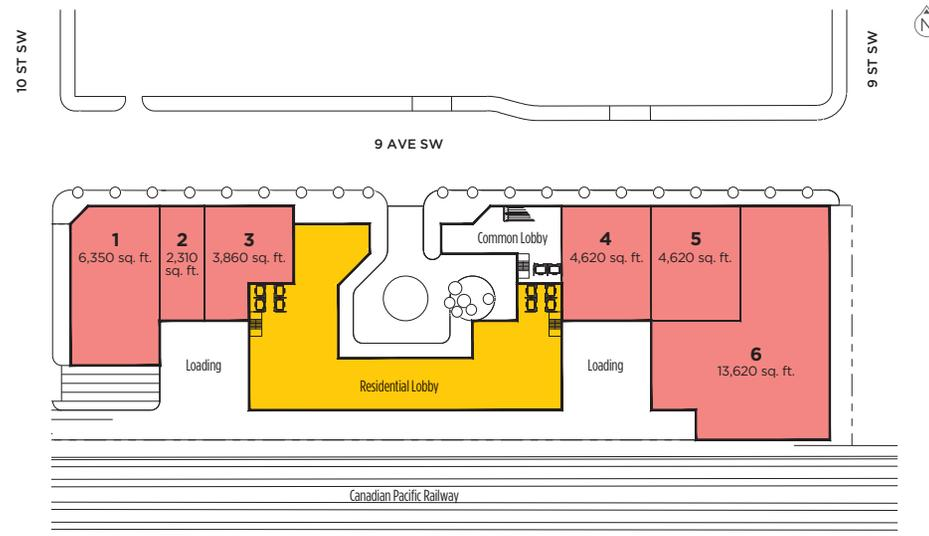 10 ST SW
9 ST SW
N
9 AVE SW
1
6,350 sq. ft.
2
2,310
sq. ft.
3
3,860 sq. ft.
Common Lobby
4
4,620 sq. ft.
5
4,620 sq. ft.
6
13,620 sq. ft.
Loading
Residential Lobby
Loading
Canadian Pacific Railway